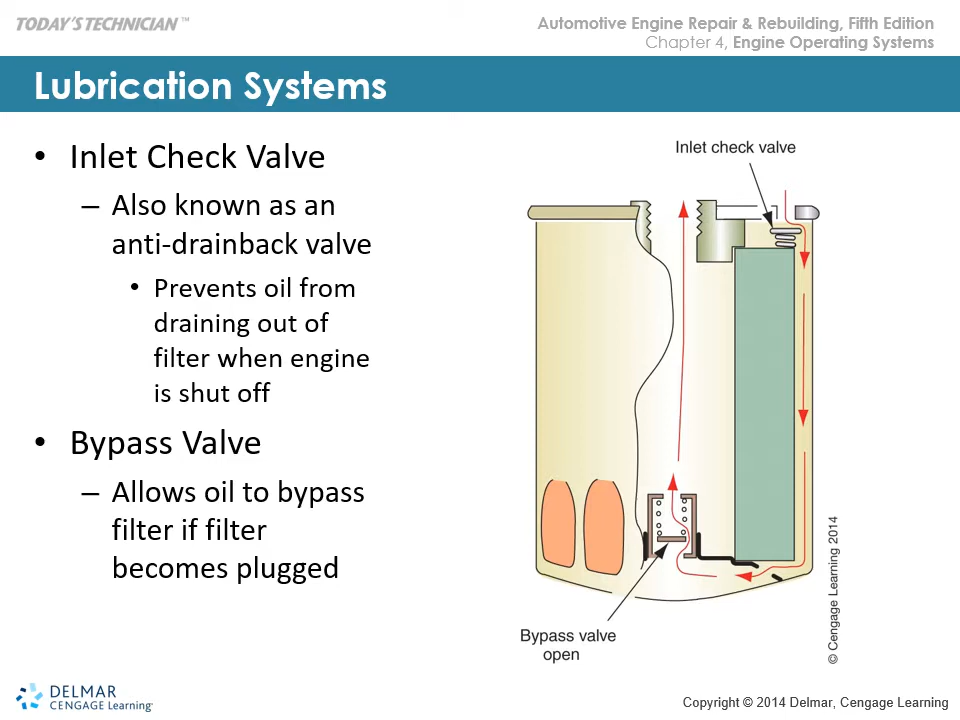 TODAY'S TECHNICIAN™
Automotive Engine Repair & Rebuilding, Fifth Edition
Chapter 4, Engine Operating Systems
Lubrication Systems
• Inlet Check Valve
– Also known as an
anti-drainback valve
• Prevents oil from
draining out of
filter when engine
is shut off
• Bypass Valve
– Allows oil to bypass
filter if filter
becomes plugged
Inlet check valve
Bypass valve
open
© Cengage Learning 2014
DELMAR
CENGAGE Learning·
Copyright © 2014 Delmar, Cengage Learning